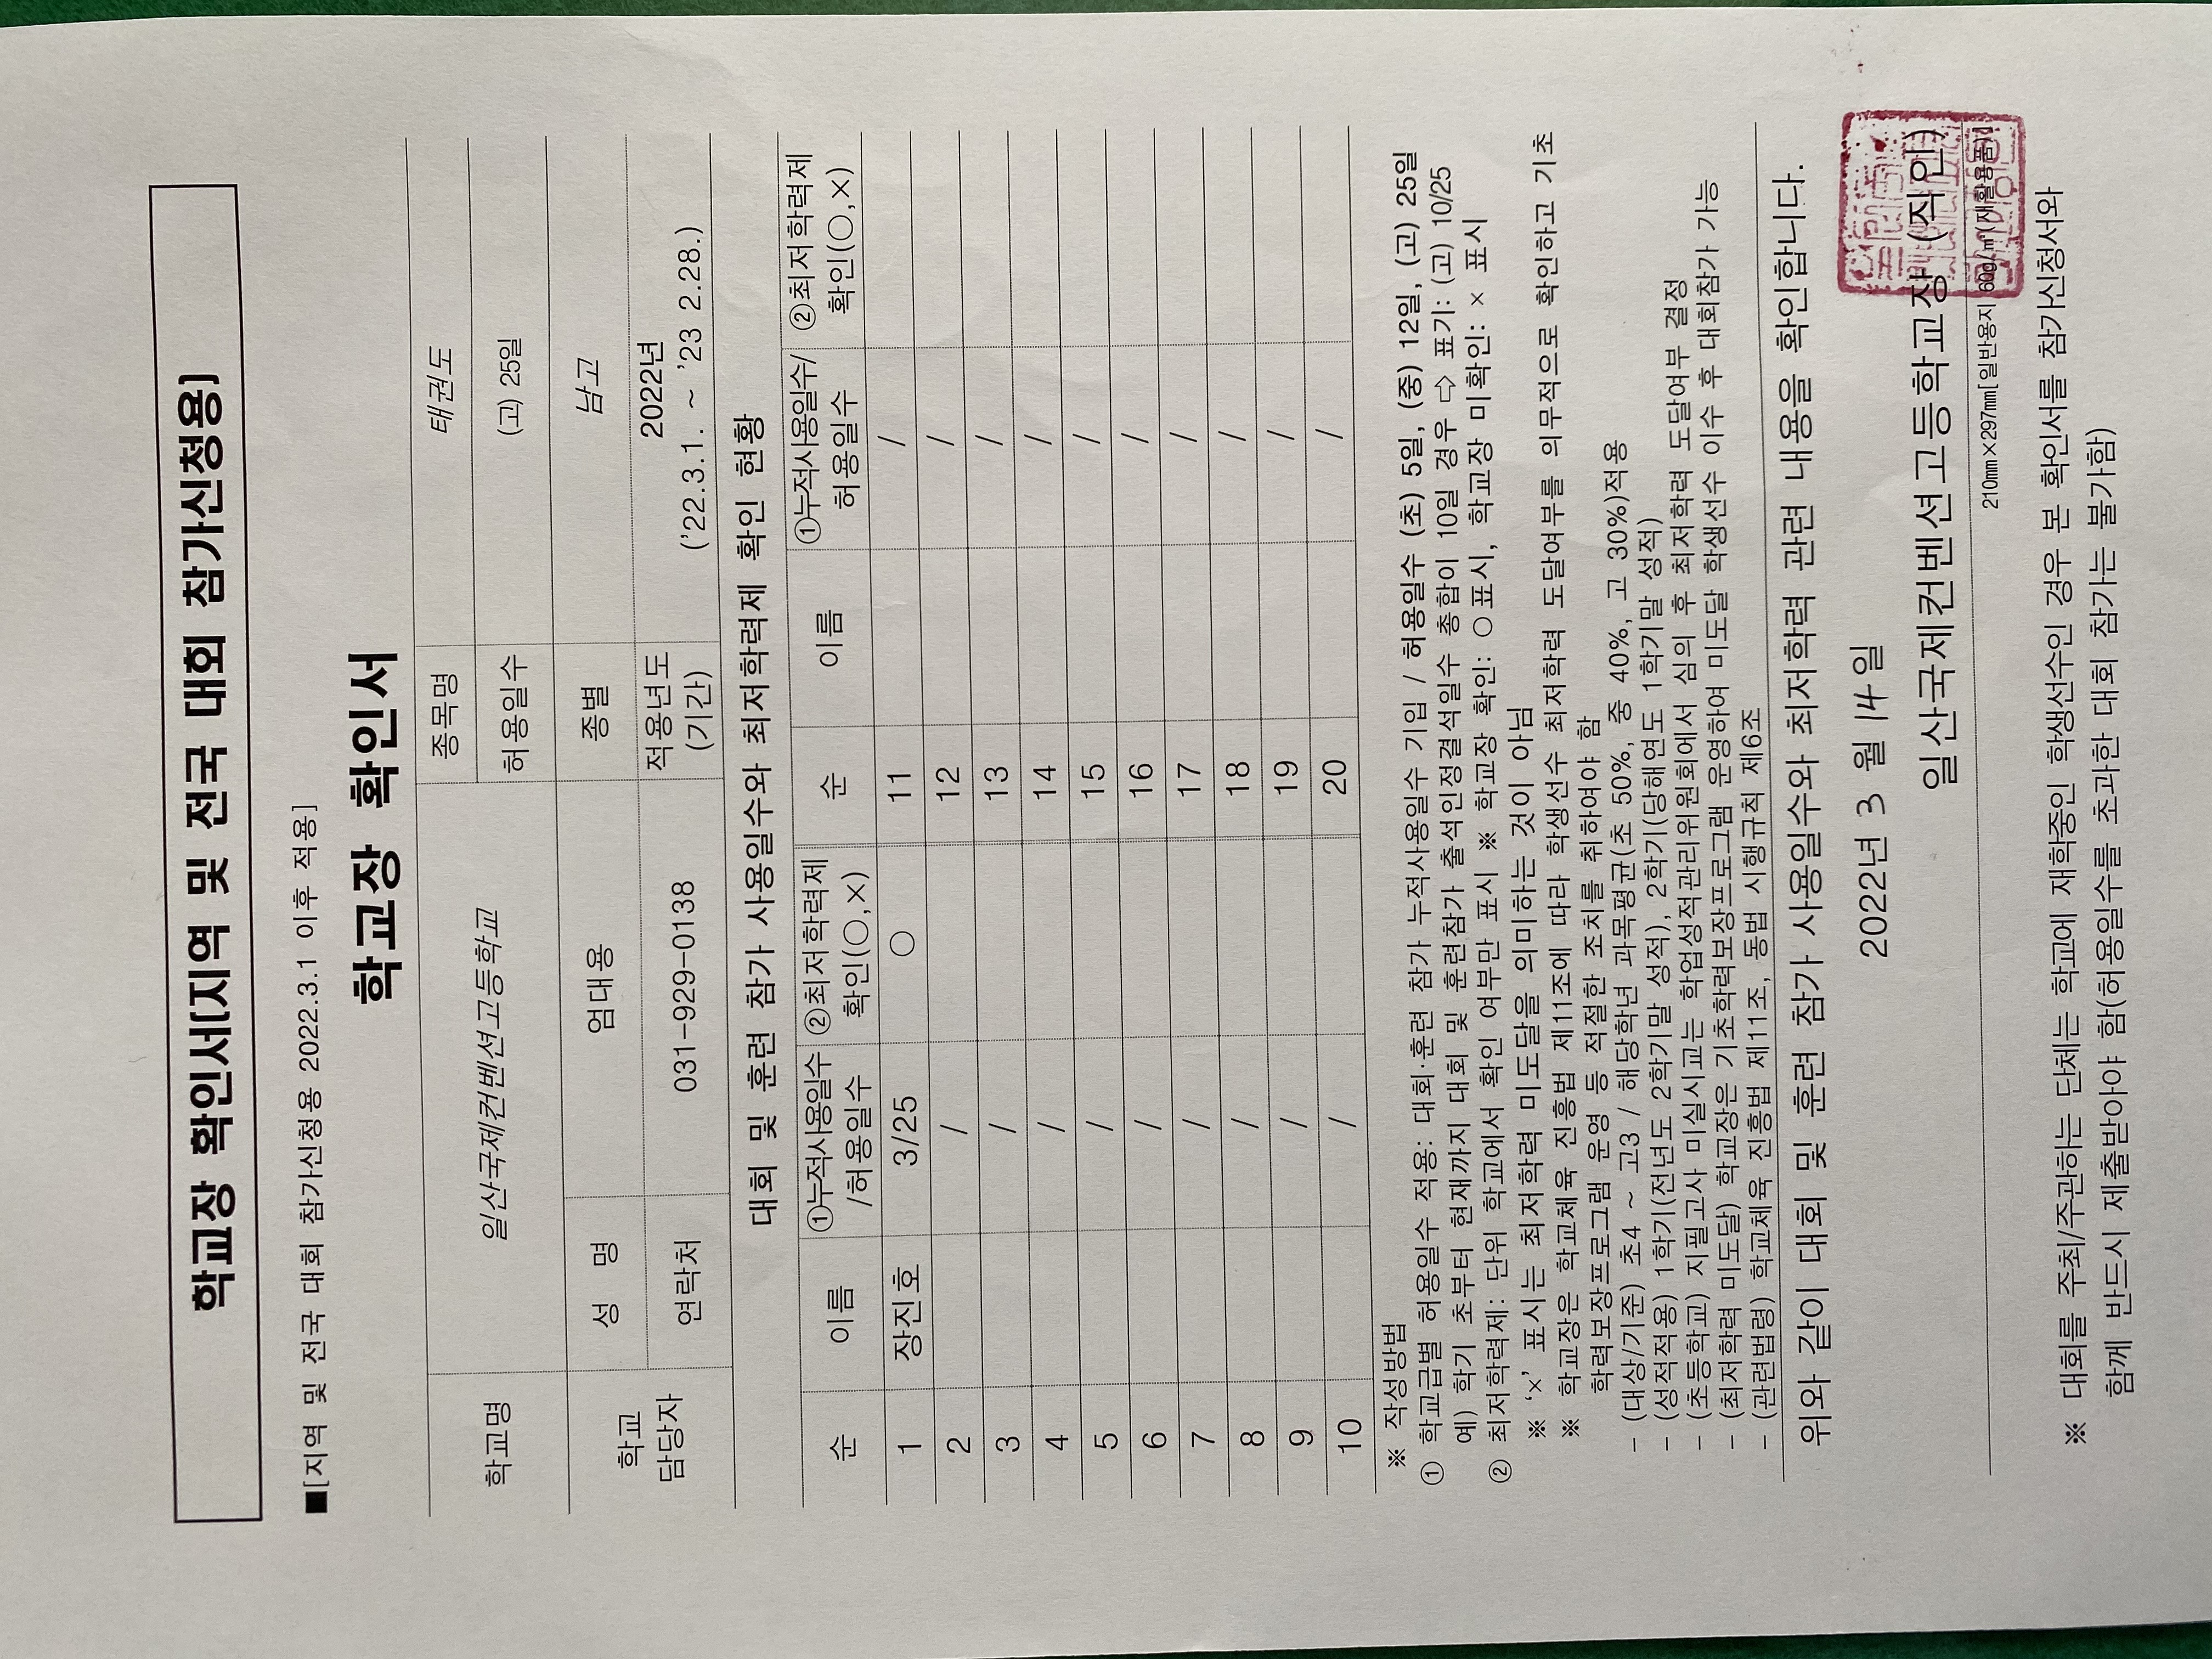 학교장 확인서[지역 및 전국 대회 참가신청용]
■[지역 및 전국 대회 참가신청용 2022.3.1 이후 적용]
학교장 확인서
학교명 일산국제컨벤션고등학교 종목명 태권도
허용일수 (고) 25일
학교 담당자 성 명 엄대용 종별 남고
연락처 031-929-0138 적용년도 (기간) 2022년 ('22.3.1. ~ '23 2.28.)
대회 및 훈련 참가 사용일수와 최저학력제 확인 현황
순 이름 ①누적사용일수/허용일수 ②최저학력제 확인(○,×) 순 이름 ①누적사용일수/허용일수 ②최저학력제 확인(○,×)
1 장진호 3/25 ○ 11 /
2 / 12 /
3 / 13 /
4 / 14 /
5 / 15 /
6 / 16 /
7 / 17 /
8 / 18 /
9 / 19 /
10 / 20 /
※ 작성방법
① 학교급별 허용일수 적용: 대회·훈련 참가 누적사용일수 기입 / 허용일수 (초) 5일, (중) 12일, (고) 25일
예) 학기 초부터 현재까지 대회 및 훈련참가 출석인정결석일수 총합이 10일 경우 ⇨ 표기: (고) 10/25
② 최저학력제: 단위 학교에서 확인 여부만 표시 ※ 학교장 확인: ○표시, 학교장 미확인: × 표시
※ '×' 표시는 최저학력 미도달을 의미하는 것이 아님
※ 학교장은 학교체육 진흥법 제11조에 따라 학생선수 최저학력 도달여부를 의무적으로 확인하고 기초
학력보장프로그램 운영 등 적절한 조치를 취하여야 함
- (대상/기준) 초4 ~ 고3 / 해당학년 과목평균(초 50%, 중 40%, 고 30%)적용
- (성적적용) 1학기(전년도 2학기말 성적), 2학기(당해연도 1학기말 성적)
- (초등학교) 지필고사 미실시교는 학업성적관리위원회에서 심의 후 최저학력 도달여부 결정
- (최저학력 미도달) 학교장은 기초학력보장프로그램 운영하여 미도달 학생선수 이수 후 대회참가 가능
- (관련법령) 학교체육 진흥법 제11조, 동법 시행규칙 제6조
위와 같이 대회 및 훈련 참가 사용일수와 최저학력 관련 내용을 확인합니다.
2022년 3 월 14 일
일산국제컨벤션고등학교장 (직인)
210mm×297mm[일반용지 60g/㎡(재활용품)]
※ 대회를 주최/주관하는 단체는 학교에 재학중인 학생선수인 경우 본 확인서를 참가신청서와
함께 반드시 제출받아야 함(허용일수를 초과한 대회 참가는 불가함)